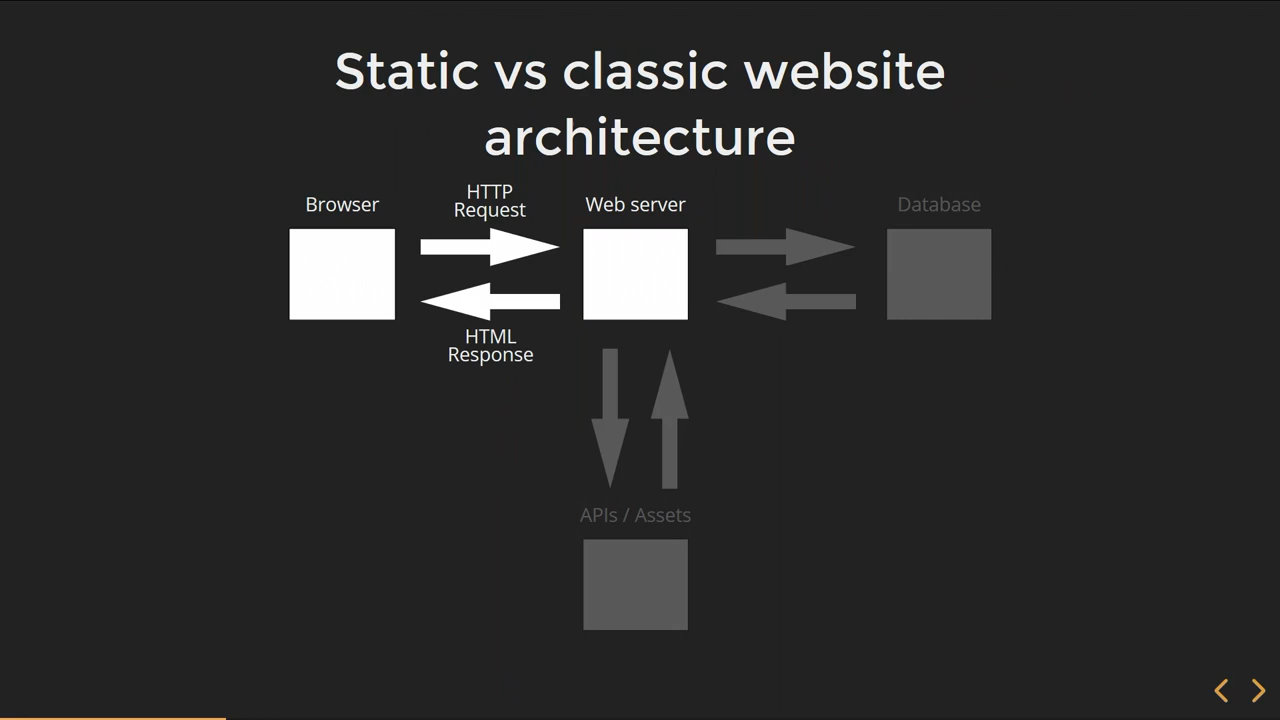 Static vs classic website
architecture
Browser
HTTP
Request
Web server
Database
HTML
Response
APIs / Assets